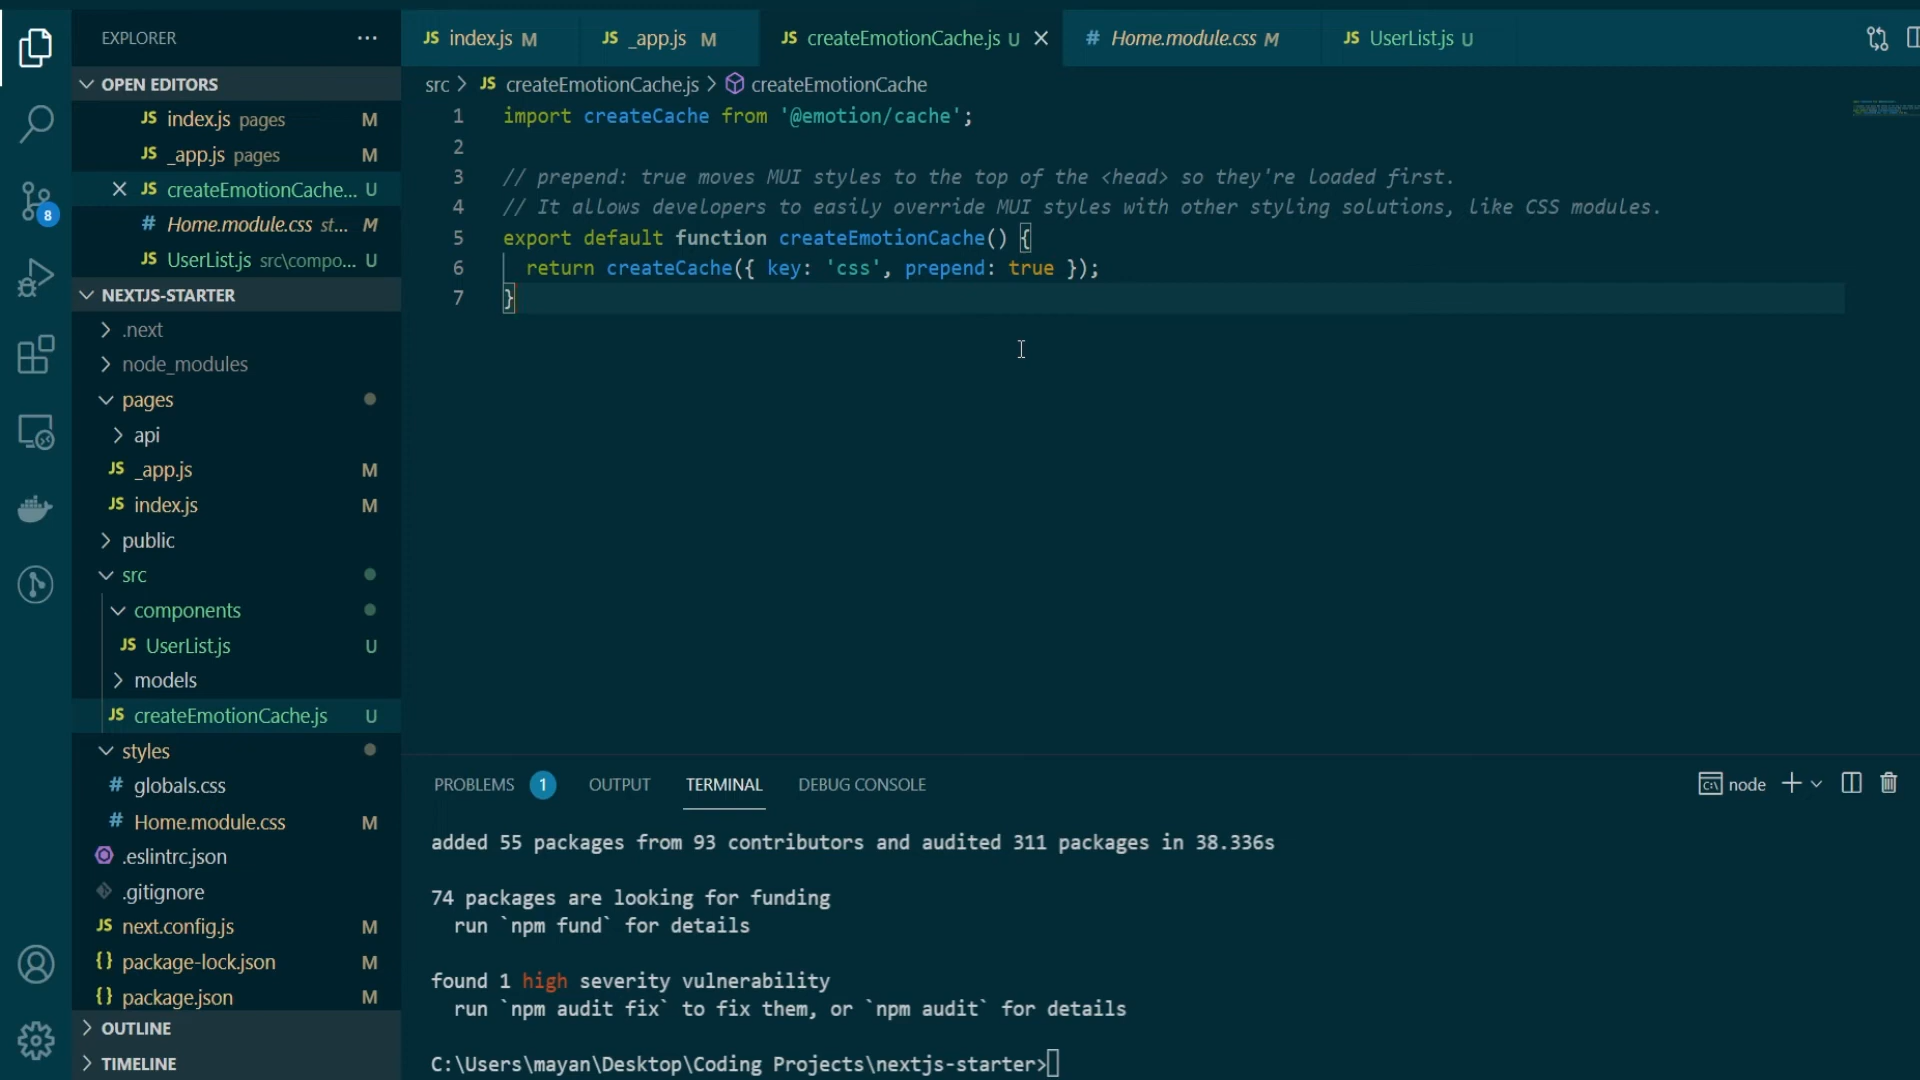 EXPLORER ...
OPEN EDITORS
JS index.js pages M
JS _app.js pages M
JS createEmotionCache... U
# Home.module.css st... M
JS UserList.js src\compo... U
NEXTJS-STARTER
.next
node_modules
pages
api
JS _app.js M
JS index.js M
public
src
components
JS UserList.js U
models
JS createEmotionCache.js U
styles
# globals.css
# Home.module.css M
.eslintrc.json
.gitignore
JS next.config.js M
{} package-lock.json M
{} package.json M
OUTLINE
TIMELINE
8
JS index.js M JS _app.js M JS createEmotionCache.js U # Home.module.css M JS UserList.js U
src > JS createEmotionCache.js > createEmotionCache
1 import createCache from '@emotion/cache';
2
3 // prepend: true moves MUI styles to the top of the <head> so they're loaded first.
4 // It allows developers to easily override MUI styles with other styling solutions, like CSS modules.
5 export default function createEmotionCache() {
6 return createCache({ key: 'css', prepend: true });
7 }
PROBLEMS 1 OUTPUT TERMINAL DEBUG CONSOLE node
added 55 packages from 93 contributors and audited 311 packages in 38.336s
74 packages are looking for funding
run `npm fund` for details
found 1 high severity vulnerability
run `npm audit fix` to fix them, or `npm audit` for details
C:\Users\mayan\Desktop\Coding Projects\nextjs-starter>